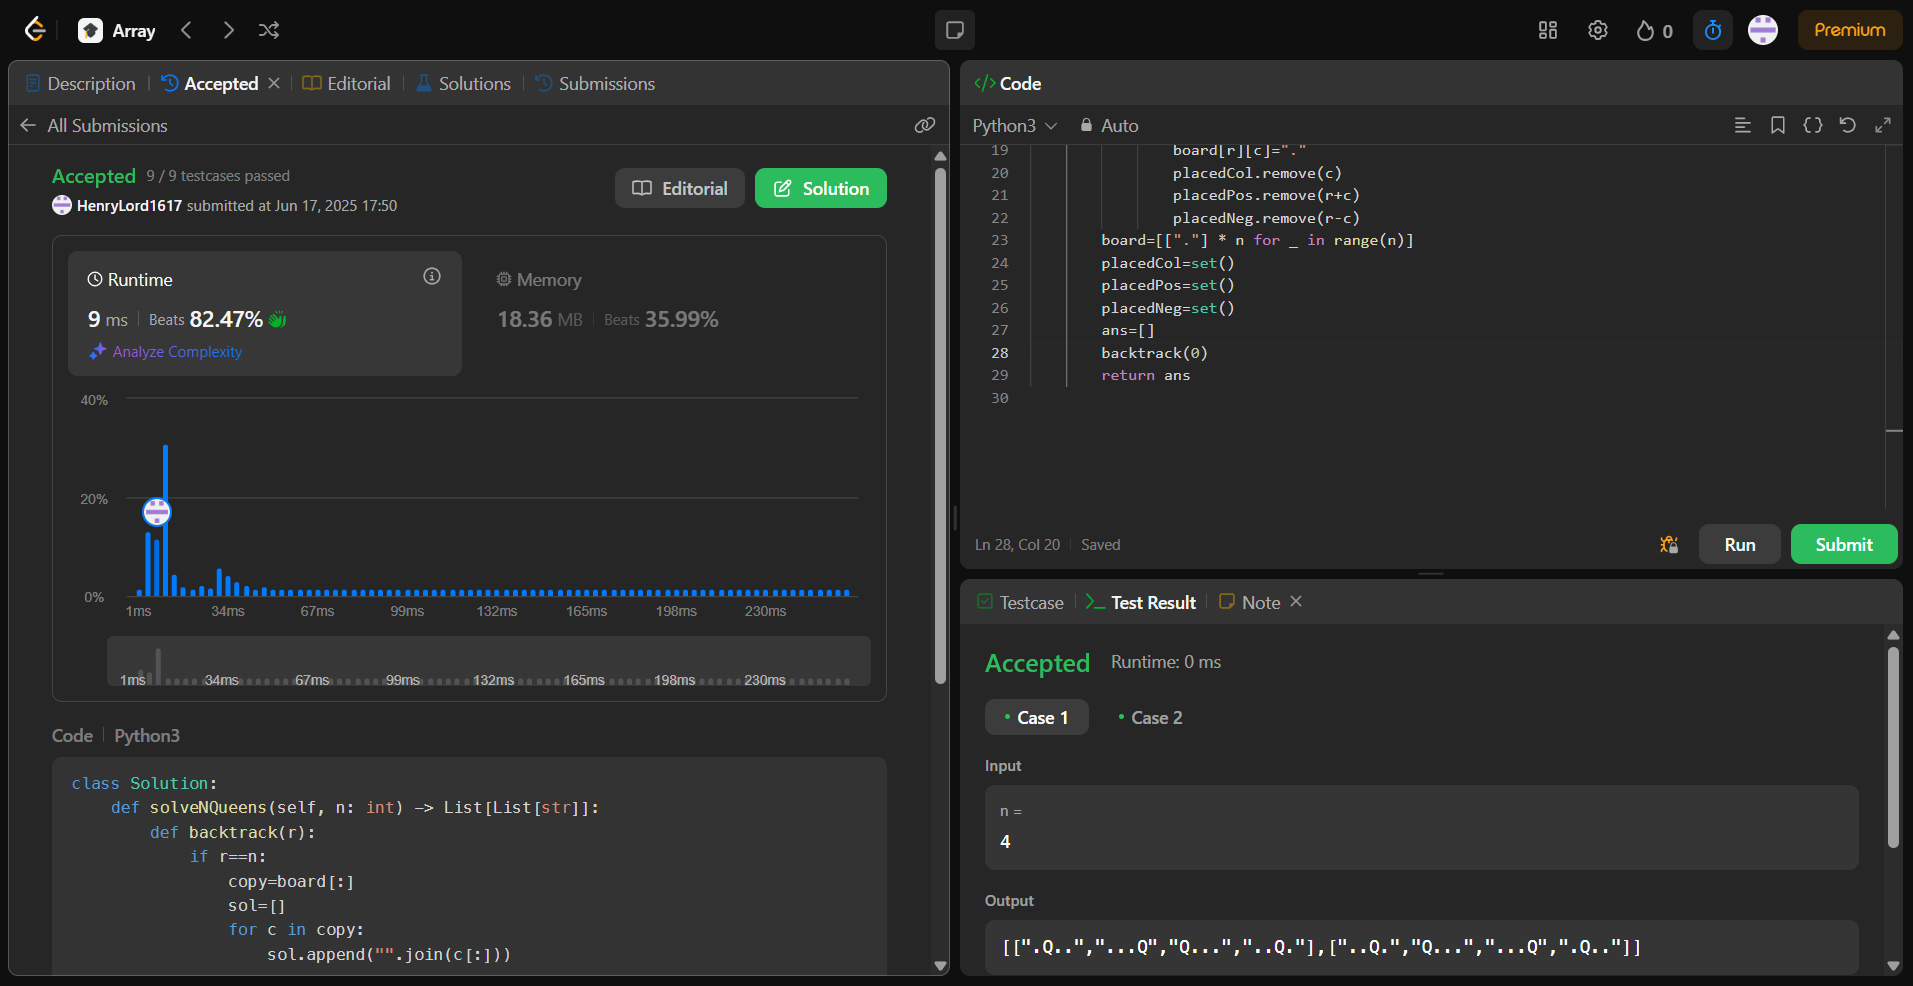 Array
0
Premium
Description
Accepted
Editorial
Solutions
Submissions
All Submissions
Accepted 9 / 9 testcases passed
HenryLord1617 submitted at Jun 17, 2025 17:50
Editorial
Solution
Runtime
9 ms Beats 82.47%
Analyze Complexity
Memory
18.36 MB Beats 35.99%
40%
20%
0%
1ms 34ms 67ms 99ms 132ms 165ms 198ms 230ms
1ms 34ms 67ms 99ms 132ms 165ms 198ms 230ms
Code Python3
class Solution:
    def solveNQueens(self, n: int) -> List[List[str]]:
        def backtrack(r):
            if r==n:
                copy=board[:]
                sol=[]
                for c in copy:
                    sol.append("".join(c[:]))
</> Code
Python3 Auto
19 board[r][c]="."
20 placedCol.remove(c)
21 placedPos.remove(r+c)
22 placedNeg.remove(r-c)
23 board=[["."] * n for _ in range(n)]
24 placedCol=set()
25 placedPos=set()
26 placedNeg=set()
27 ans=[]
28 backtrack(0)
29 return ans
30
Ln 28, Col 20 Saved
Run
Submit
Testcase
Test Result
Note
Accepted Runtime: 0 ms
Case 1
Case 2
Input
n =
4
Output
[[".Q..","...Q","Q...","..Q."],["..Q.","Q...","...Q",".Q.."]]